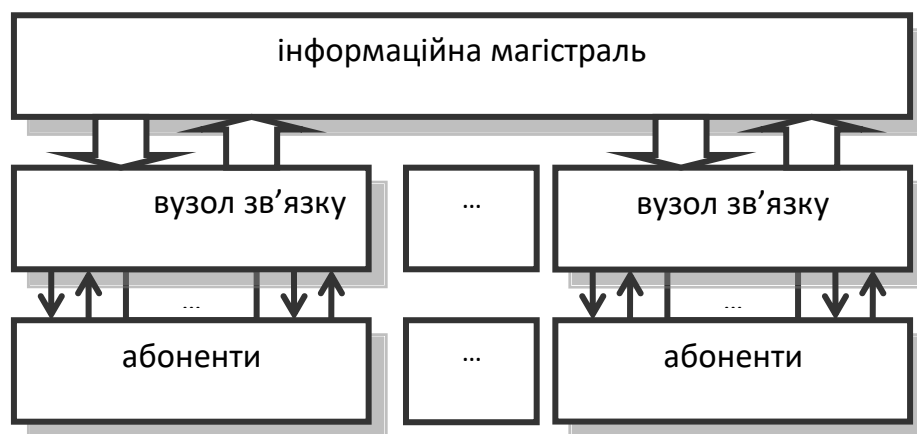 інформаційна магістраль
вузол зв’язку
...
вузол зв’язку
...
...
абоненти
...
абоненти